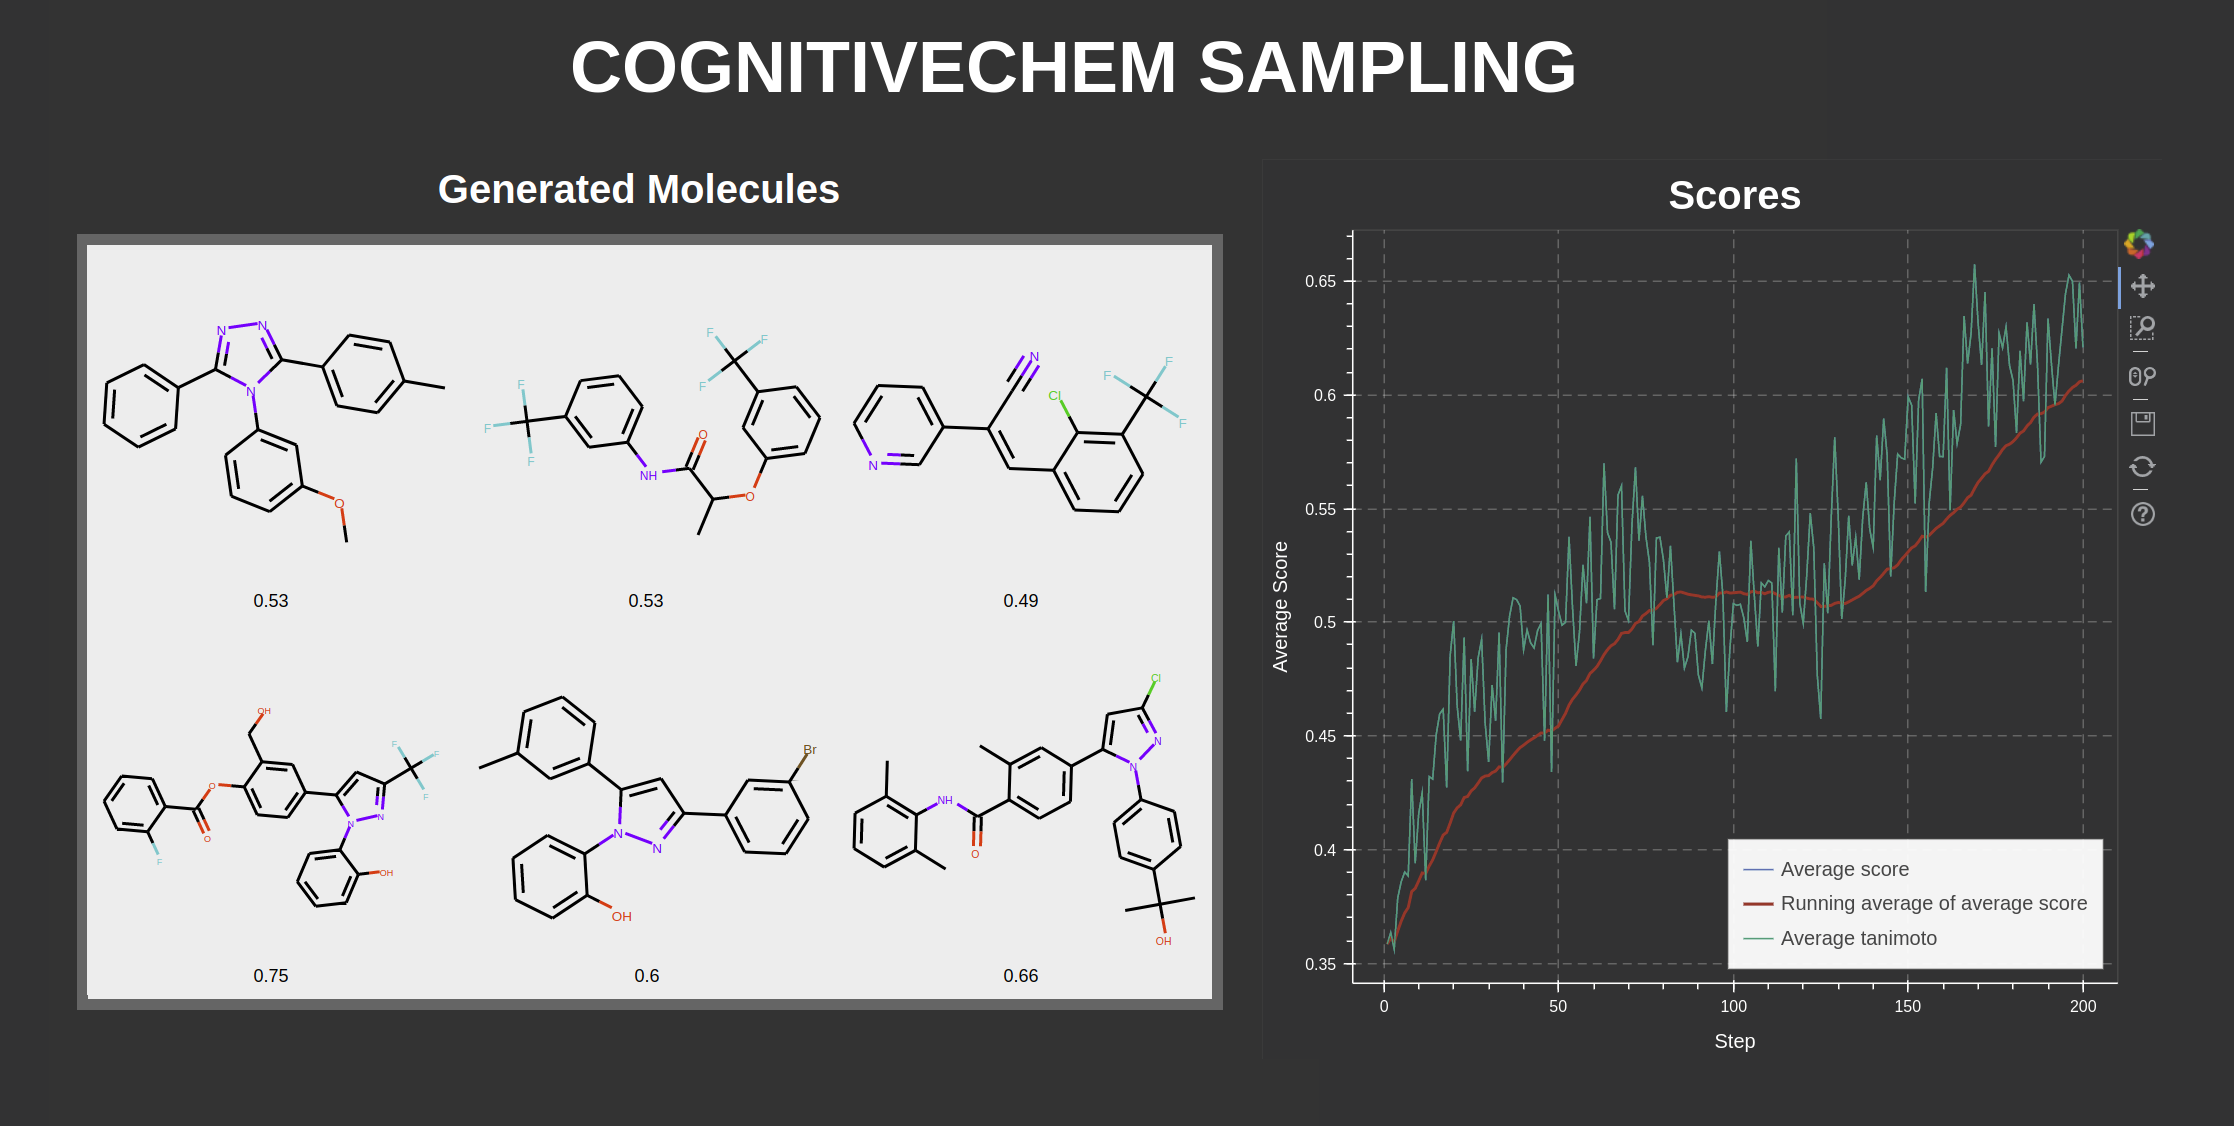 COGNITIVECHEM SAMPLING
Generated Molecules
N N
N
O
0.53
F F F
F F F
O
NH
O
0.53
N
Cl
F F F
N
0.49
OH
F F F
O
O
N N
F
OH
0.75
Br
N
N
OH
0.6
Cl
N
N
NH
O
OH
0.66
Scores
0.65
0.6
0.55
0.5
0.45
0.4
0.35
Average Score
Average score
Running average of average score
Average tanimoto
0 50 100 150 200
Step